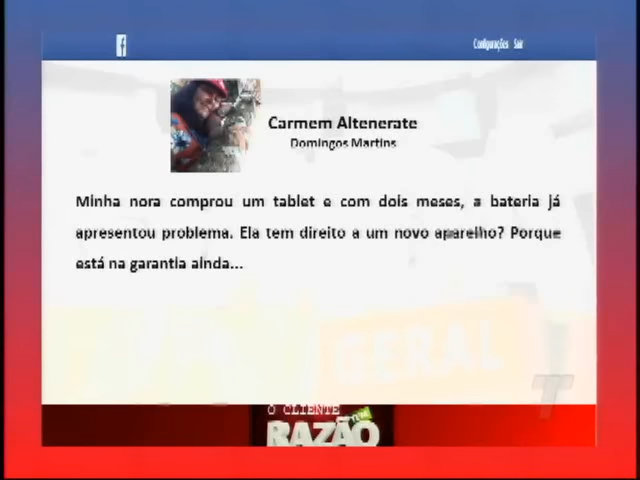 f
Configurações Sair
Carmem Altenerate
Domingos Martins
Minha nora comprou um tablet e com dois meses, a bateria já
apresentou problema. Ela tem direito a um novo aparelho? Porque
está na garantia ainda...
GERAL
O CLIENTE
TEM
RAZÃO